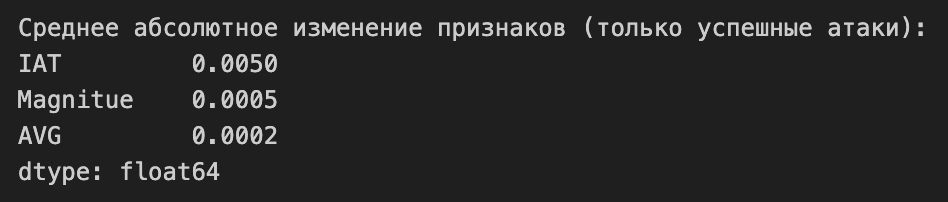 Среднее абсолютное изменение признаков (только успешные атаки):
IAT 0.0050
Magnitue 0.0005
AVG 0.0002
dtype: float64